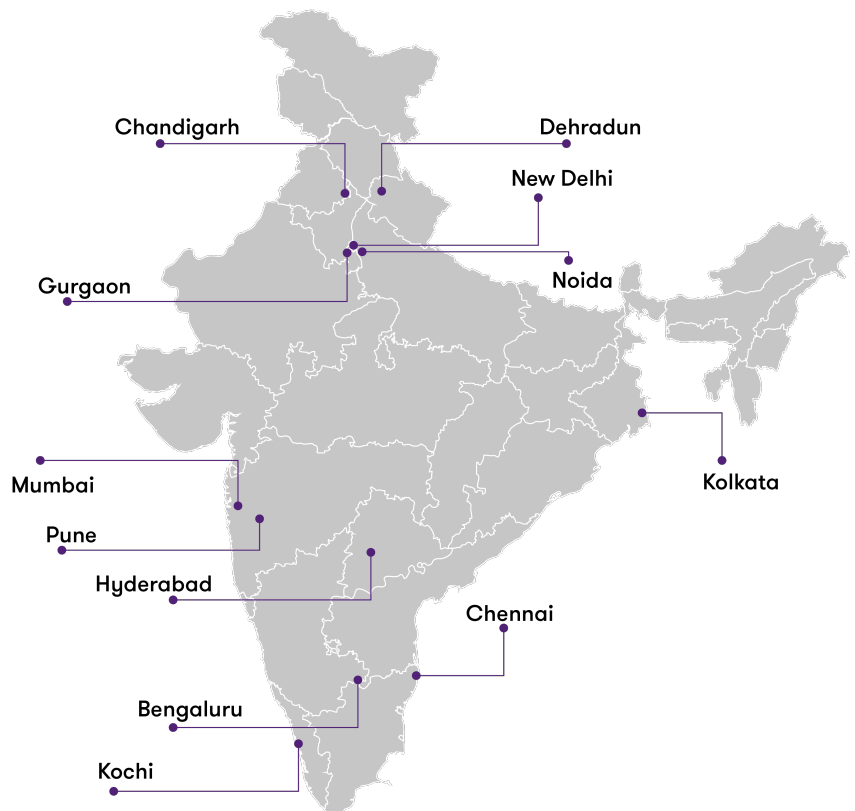 Chandigarh
Dehradun
New Delhi
Noida
Gurgaon
Mumbai
Kolkata
Pune
Hyderabad
Chennai
Bengaluru
Kochi